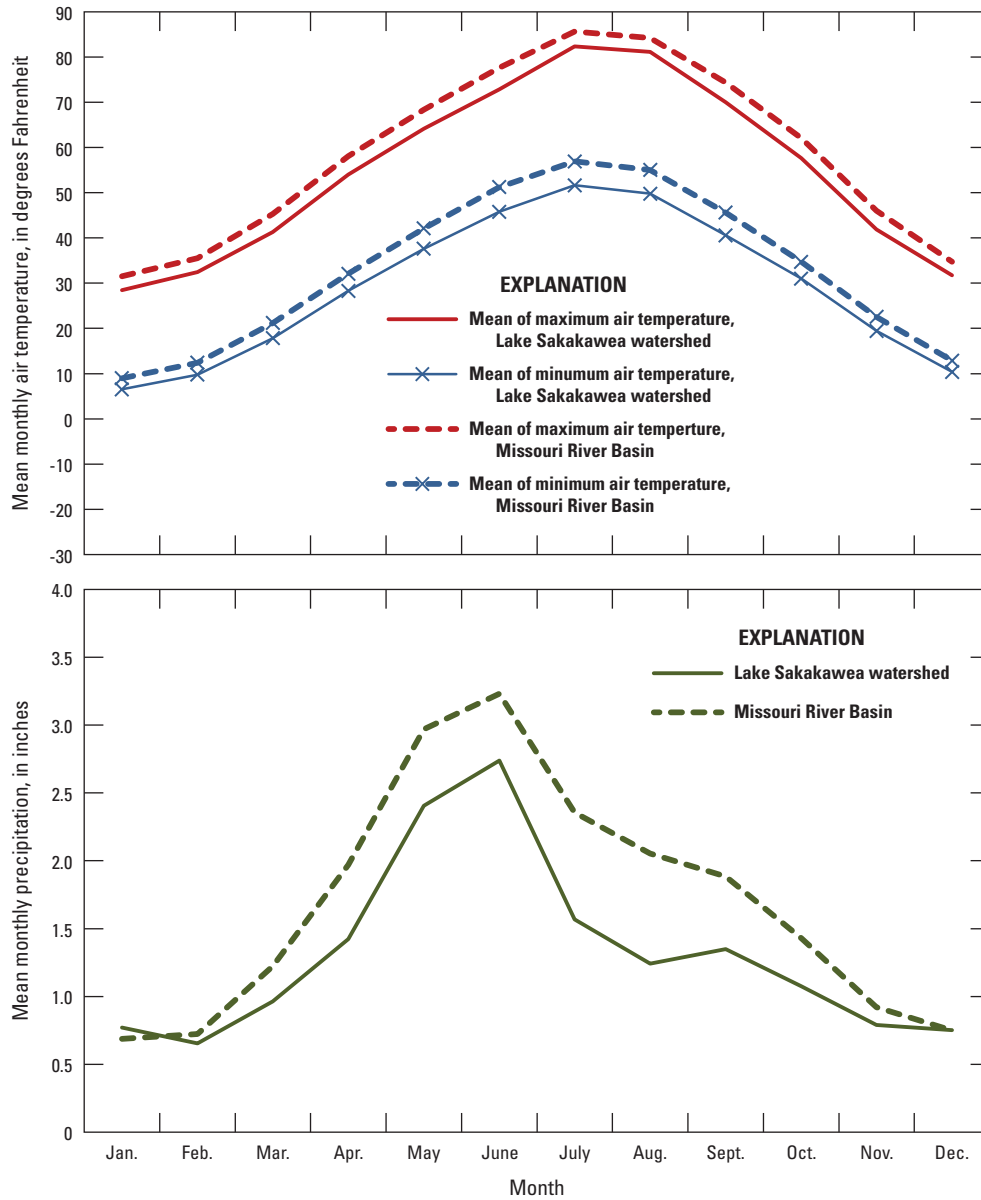 Mean monthly air temperature, in degrees Fahrenheit
90
80
70
60
50
40
30
20
10
0
-10
-20
-30
EXPLANATION
Mean of maximum air temperature,
Lake Sakakawea watershed
Mean of minumum air temperature,
Lake Sakakawea watershed
Mean of maximum air temperture,
Missouri River Basin
Mean of minimum air temperature,
Missouri River Basin
Mean monthly precipitation, in inches
4.0
3.5
3.0
2.5
2.0
1.5
1.0
0.5
0
EXPLANATION
Lake Sakakawea watershed
Missouri River Basin
Jan. Feb. Mar. Apr. May June July Aug. Sept. Oct. Nov. Dec.
Month